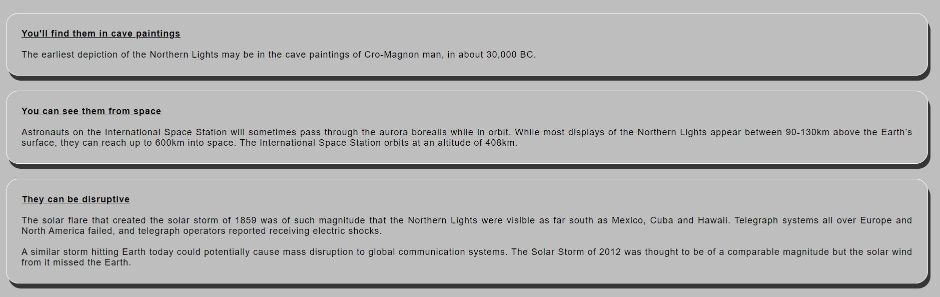 You'll find them in cave paintings
The earliest depiction of the Northern Lights may be in the cave paintings of Cro-Magnon man, in about 30,000 BC.
You can see them from space
Astronauts on the International Space Station will sometimes pass through the aurora borealis while in orbit. While most displays of the Northern Lights appear between 90-130km above the Earth's
surface, they can reach up to 600km into space. The International Space Station orbits at an altitude of 408km.
They can be disruptive
The solar flare that created the solar storm of 1859 was of such magnitude that the Northern Lights were visible as far south as Mexico, Cuba and Hawaii. Telegraph systems all over Europe and
North America failed, and telegraph operators reported receiving electric shocks.
A similar storm hitting Earth today could potentially cause mass disruption to global communication systems. The Solar Storm of 2012 was thought to be of a comparable magnitude but the solar wind
from it missed the Earth.